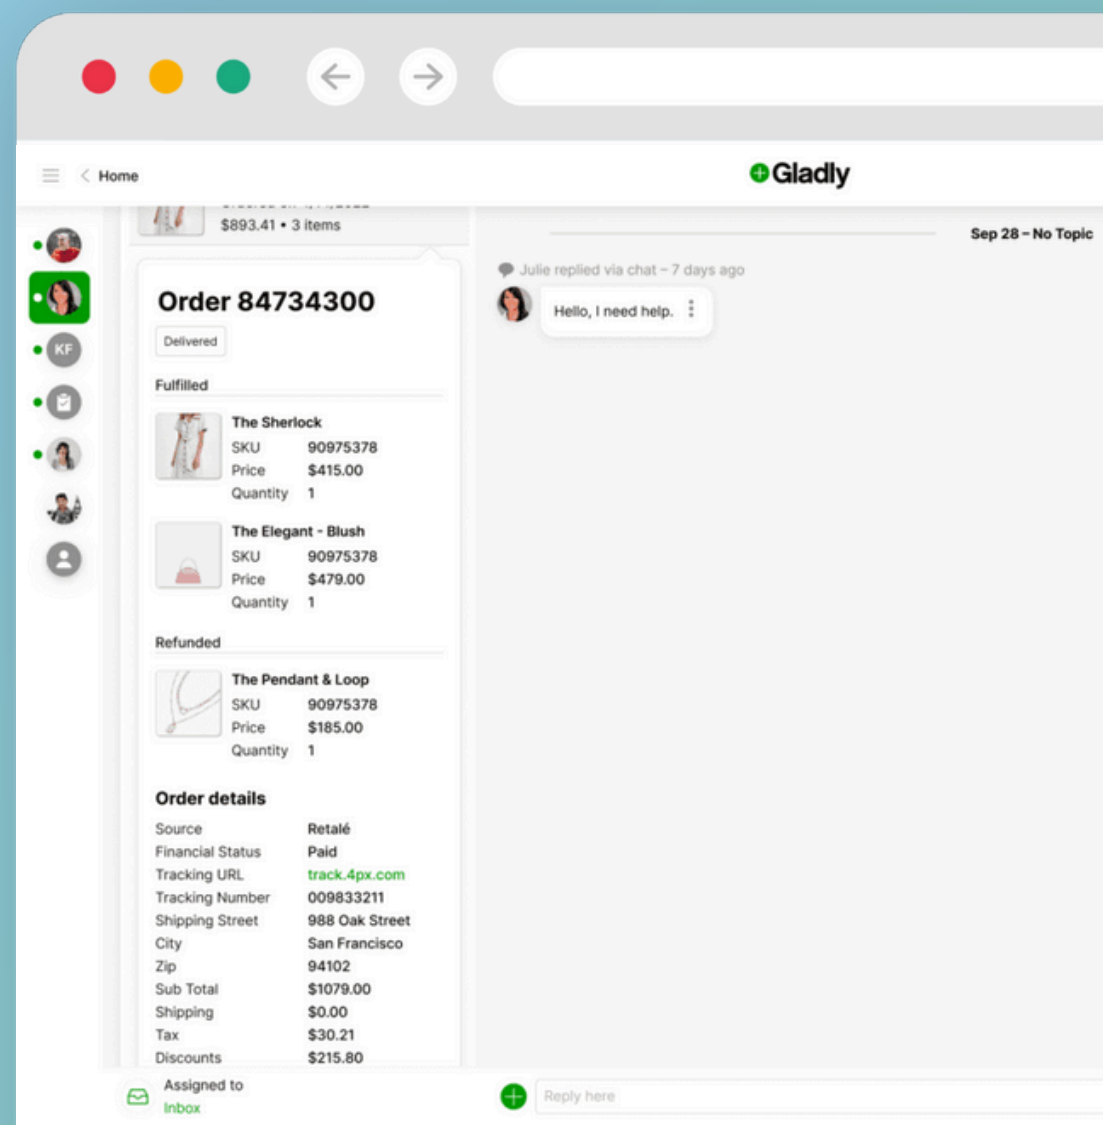 Home
Gladly
$893.41 • 3 items
Order 84734300
Delivered
Fulfilled
The Sherlock
SKU 90975378
Price $415.00
Quantity 1
The Elegant - Blush
SKU 90975378
Price $479.00
Quantity 1
Refunded
The Pendant & Loop
SKU 90975378
Price $185.00
Quantity 1
Order details
Source Retalé
Financial Status Paid
Tracking URL track.4px.com
Tracking Number 009833211
Shipping Street 988 Oak Street
City San Francisco
Zip 94102
Sub Total $1079.00
Shipping $0.00
Tax $30.21
Discounts $215.80
Assigned to
Inbox
KF
Sep 28 – No Topic
Julie replied via chat – 7 days ago
Hello, I need help.
Reply here